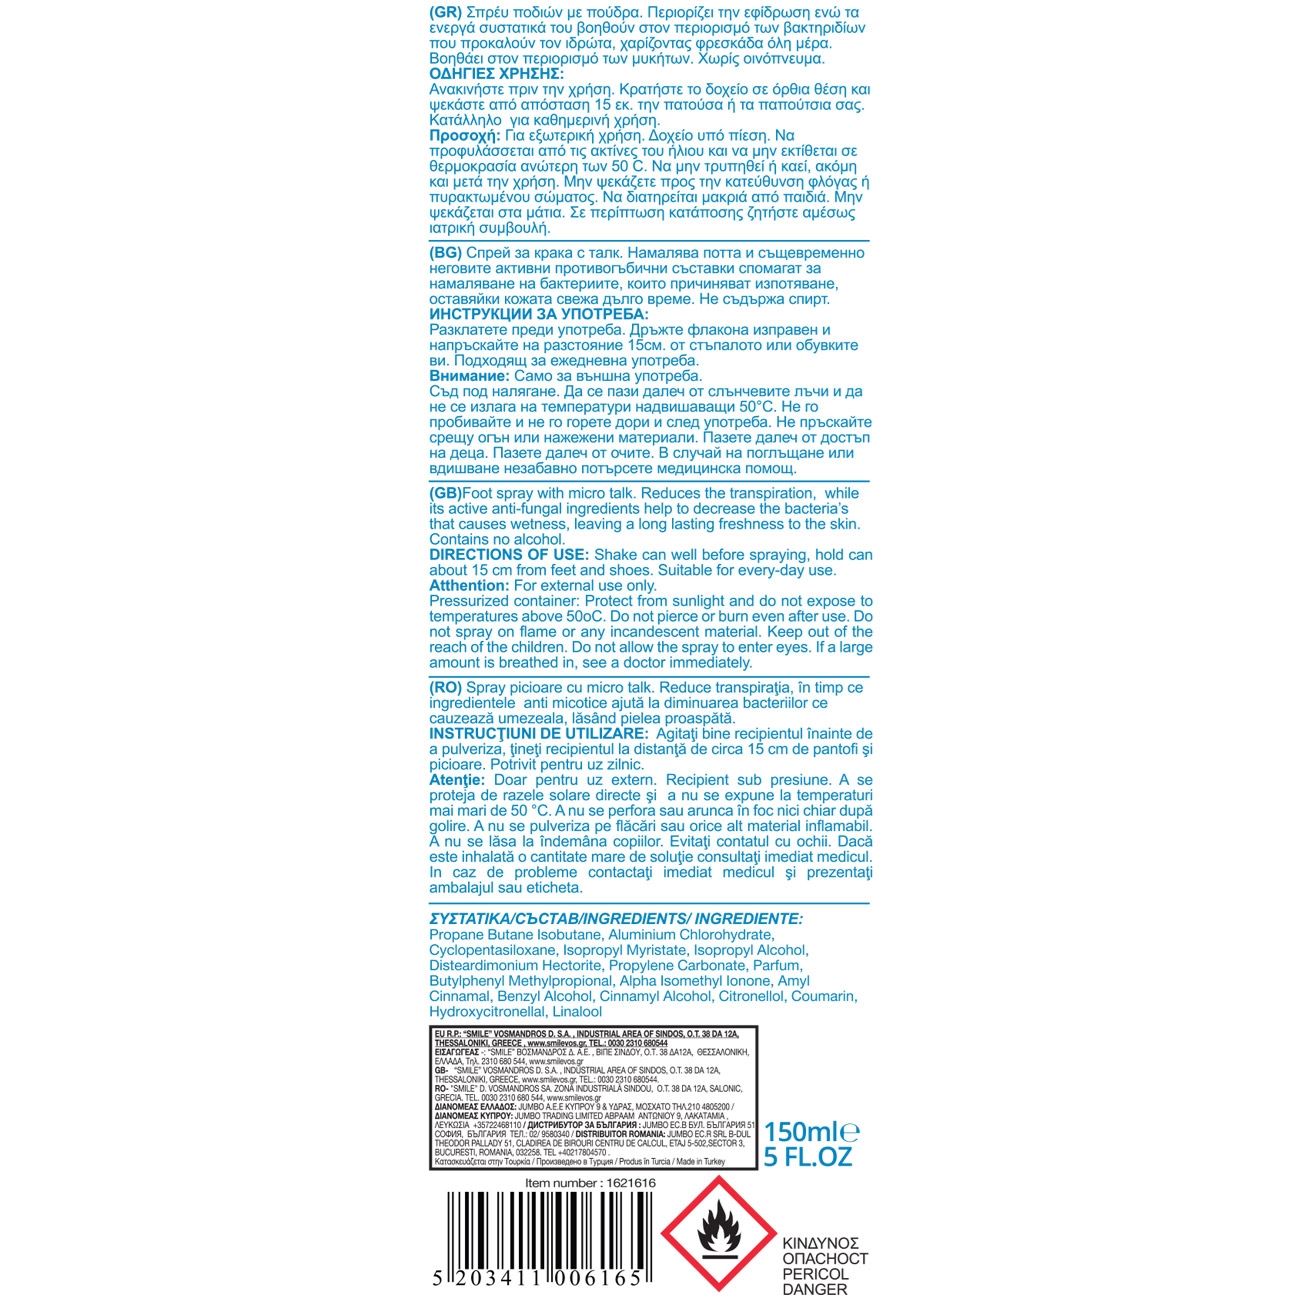 (GR) Σπρέυ ποδιών με πούδρα. Περιορίζει την εφίδρωση ενώ τα
ενεργά συστατικά του βοηθούν στον περιορισμό των βακτηριδίων
που προκαλούν τον ιδρώτα, χαρίζοντας φρεσκάδα όλη μέρα.
Βοηθάει στον περιορισμό των μυκήτων. Χωρίς οινόπνευμα.
ΟΔΗΓΙΕΣ ΧΡΗΣΗΣ:
Ανακινήστε πριν την χρήση. Κρατήστε το δοχείο σε όρθια θέση και
ψεκάστε από απόσταση 15 εκ. την πατούσα ή τα παπούτσια σας.
Κατάλληλο για καθημερινή χρήση.
Προσοχή: Για εξωτερική χρήση. Δοχείο υπό πίεση. Να
προφυλάσσεται από τις ακτίνες του ήλιου και να μην εκτίθεται σε
θερμοκρασία ανώτερη των 50 C. Να μην τρυπηθεί ή καεί, ακόμη
και μετά την χρήση. Μην ψεκάζετε προς την κατεύθυνση φλόγας ή
πυρακτωμένου σώματος. Να διατηρείται μακριά από παιδιά. Μην
ψεκάζεται στα μάτια. Σε περίπτωση κατάποσης ζητήστε αμέσως
ιατρική συμβουλή.
(BG) Спрей за крака с талк. Намалява потта и същевременно
неговите активни противогъбични съставки спомагат за
намаляване на бактериите, които причиняват изпотяване,
оставяйки кожата свежа дълго време. Не съдържа спирт.
ИНСТРУКЦИИ ЗА УПОТРЕБА:
Разклатете преди употреба. Дръжте флакона изправен и
напръскайте на разстояние 15см. от стъпалото или обувките
ви. Подходящ за ежедневна употреба.
Внимание: Само за външна употреба.
Съд под налягане. Да се пази далеч от слънчевите лъчи и да
не се излага на температури надвишаващи 50°C. Не го
пробивайте и не го горете дори и след употреба. Не пръскайте
срещу огън или нажежени материали. Пазете далеч от достъп
на деца. Пазете далеч от очите. В случай на поглъщане или
вдишване незабавно потърсете медицинска помощ.
(GB)Foot spray with micro talk. Reduces the transpiration, while
its active anti-fungal ingredients help to decrease the bacteria's
that causes wetness, leaving a long lasting freshness to the skin.
Contains no alcohol.
DIRECTIONS OF USE: Shake can well before spraying, hold can
about 15 cm from feet and shoes. Suitable for every-day use.
Atthention: For external use only.
Pressurized container: Protect from sunlight and do not expose to
temperatures above 50oC. Do not pierce or burn even after use. Do
not spray on flame or any incandescent material. Keep out of the
reach of the children. Do not allow the spray to enter eyes. If a large
amount is breathed in, see a doctor immediately.
(RO) Spray picioare cu micro talk. Reduce transpiraţia, în timp ce
ingredientele anti micotice ajută la diminuarea bacteriilor ce
cauzează umezeala, lăsând pielea proaspătă.
INSTRUCŢIUNI DE UTILIZARE: Agitaţi bine recipientul înainte de
a pulveriza, ţineţi recipientul la distanţă de circa 15 cm de pantofi şi
picioare. Potrivit pentru uz zilnic.
Atenţie: Doar pentru uz extern. Recipient sub presiune. A se
proteja de razele solare directe şi a nu se expune la temperaturi
mai mari de 50 °C. A nu se perfora sau arunca în foc nici chiar după
golire. A nu se pulveriza pe flăcări sau orice alt material inflamabil.
A nu se lăsa la îndemâna copiilor. Evitaţi contatul cu ochii. Dacă
este inhalată o cantitate mare de soluţie consultaţi imediat medicul.
In caz de probleme contactaţi imediat medicul şi prezentaţi
ambalajul sau eticheta.
ΣΥΣΤΑΤΙΚΑ/СЪСТАВ/INGREDIENTS/ INGREDIENTE:
Propane Butane Isobutane, Aluminium Chlorohydrate,
Cyclopentasiloxane, Isopropyl Myristate, Isopropyl Alcohol,
Disteardimonium Hectorite, Propylene Carbonate, Parfum,
Butylphenyl Methylpropional, Alpha Isomethyl Ionone, Amyl
Cinnamal, Benzyl Alcohol, Cinnamyl Alcohol, Citronellol, Coumarin,
Hydroxycitronellal, Linalool
EU R.P.: "SMILE" VOSMANDROS D. S.A. , INDUSTRIAL AREA OF SINDOS, O.T. 38 DA 12A,
THESSALONIKI, GREECE , www.smilevos.gr, TEL.: 0030 2310 680544
ΕΙΣΑΓΩΓΕΑΣ -: "SMILE" ΒΟΣΜΑΝΔΡΟΣ Δ. Α.Ε. , ΒΙΠΕ ΣΙΝΔΟΥ, Ο.Τ. 38 ΔΑ12Α, ΘΕΣΣΑΛΟΝΙΚΗ,
ΕΛΛΑΔΑ, Τηλ. 2310 680 544, www.smilevos.gr
GB- "SMILE" VOSMANDROS D. S.A. , INDUSTRIAL AREA OF SINDOS, O.T. 38 DA 12A,
THESSALONIKI, GREECE, www.smilevos.gr, TEL.: 0030 2310 680544.
RO- "SMILE" D. VOSMANDROS SA. ZONA INDUSTRIALĂ SINDOU, O.T. 38 DA 12A, SALONIC,
GRECIA. TEL. 0030 2310 680 544, www.smilevos.gr
ΔΙΑΝΟΜΕΑΣ ΕΛΛΑΔΟΣ: JUMBO A.E.E ΚΥΠΡΟΥ 9 & ΥΔΡΑΣ, ΜΟΣΧΑΤΟ ΤΗΛ.210 4805200 /
ΔΙΑΝΟΜΕΑΣ ΚΥΠΡΟΥ: JUMBO TRADING LIMITED ΑΒΡΑΑΜ ΑΝΤΩΝΙΟΥ 9, ΛΑΚΑΤΑΜΙΑ ,
ΛΕΥΚΩΣΙΑ +35722468110 / ДИСТРИБУТОР ЗА БЪЛГАРИЯ : JUMBO EC.B БУЛ. БЪЛГАРИЯ 51
СОФИЯ, БЪЛГАРИЯ ТЕЛ.: 02/ 9580340 / DISTRIBUITOR ROMANIA: JUMBO EC.R SRL B-DUL
THEODOR PALLADY 51, CLADIREA DE BIROURI CENTRU DE CALCUL, ETAJ 5-502,SECTOR 3,
BUCURESTI, ROMANIA, 032258. TEL +40217804570 .
Κατασκευάζεται στην Τουρκία / Произведено в Турция / Produs în Turcia / Made in Turkey
150ml℮
5 FL.OZ
Item number : 1621616
5 203411 006165
ΚΙΝΔΥΝΟΣ
ОПАСНОСТ
PERICOL
DANGER